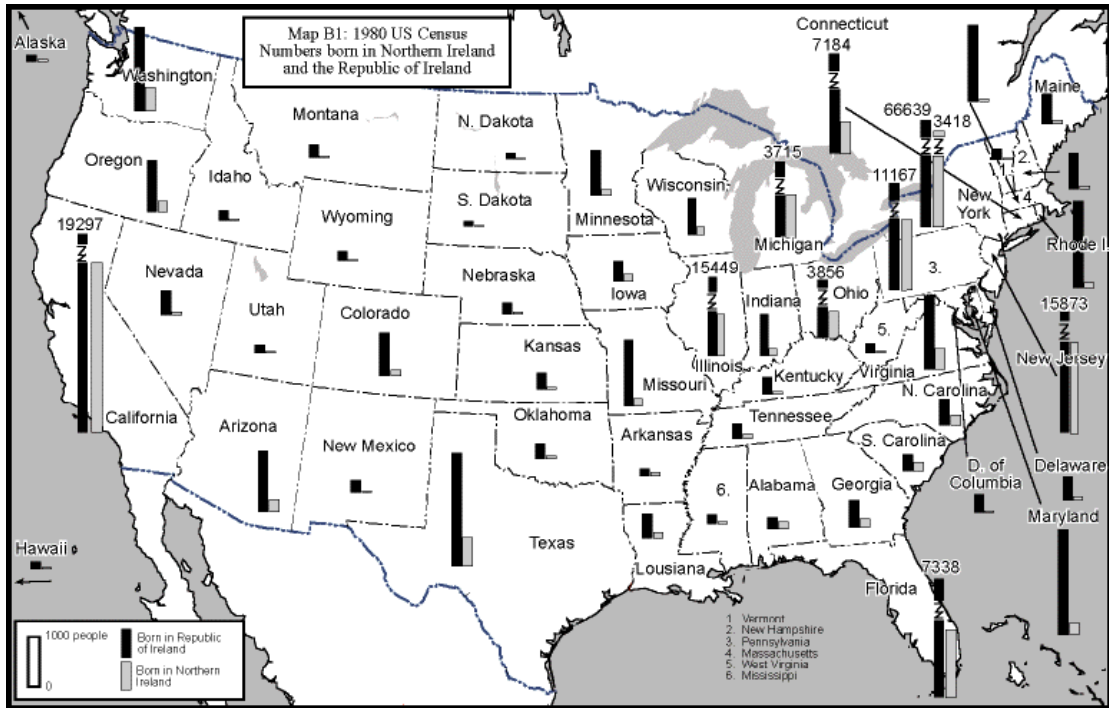 Map B1: 1980 US Census
Numbers born in Northern Ireland
and the Republic of Ireland
Connecticut
7184
Alaska
Washington
Montana
N. Dakota
Maine
66639
3418
Oregon
Idaho
S. Dakota
Minnesota
Wisconsin
3715
11167
2.
New
York
4
Wyoming
Michigan
19297
Nevada
Nebraska
Iowa
15449
Indiana
3856
Ohio
3.
Rhode I
Utah
Colorado
Kansas
Illinois
5.
15873
New Jersey
Missouri
Kentucky
Virginia
California
Arizona
New Mexico
Oklahoma
Arkansas
Tennessee
N. Carolina
S. Carolina
6.
Alabama
Georgia
D. of
Columbia
Delaware
Maryland
Hawaii
Texas
Lousiana
Florida
7338
1000 people
0
Born in Republic
of Ireland
Born in Northern
Ireland
1 Vermont
2. New Hampshire
3. Pennsylvania
4. Massachusetts
5. West Virginia
6. Mississippi